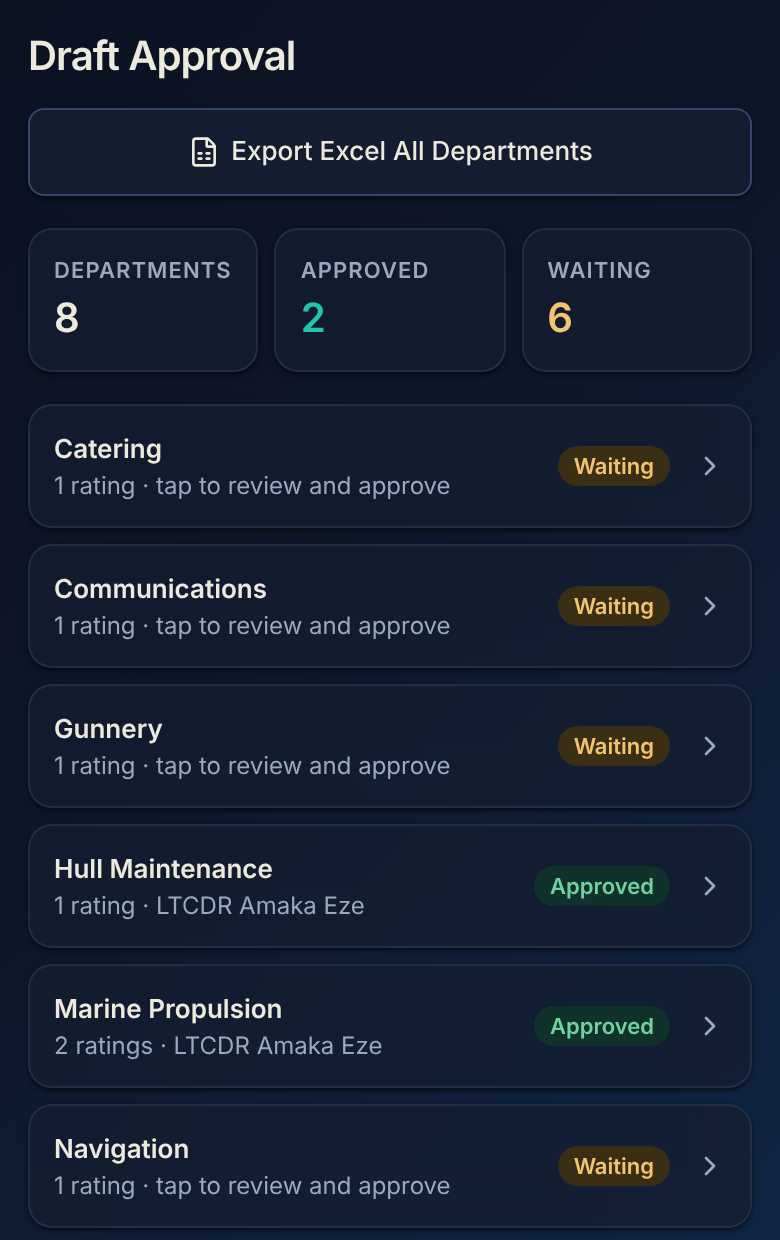 Draft Approval
Export Excel All Departments
DEPARTMENTS
8
APPROVED
2
WAITING
6
Catering
1 rating · tap to review and approve
Waiting
Communications
1 rating · tap to review and approve
Waiting
Gunnery
1 rating · tap to review and approve
Waiting
Hull Maintenance
1 rating · LTCDR Amaka Eze
Approved
Marine Propulsion
2 ratings · LTCDR Amaka Eze
Approved
Navigation
1 rating · tap to review and approve
Waiting